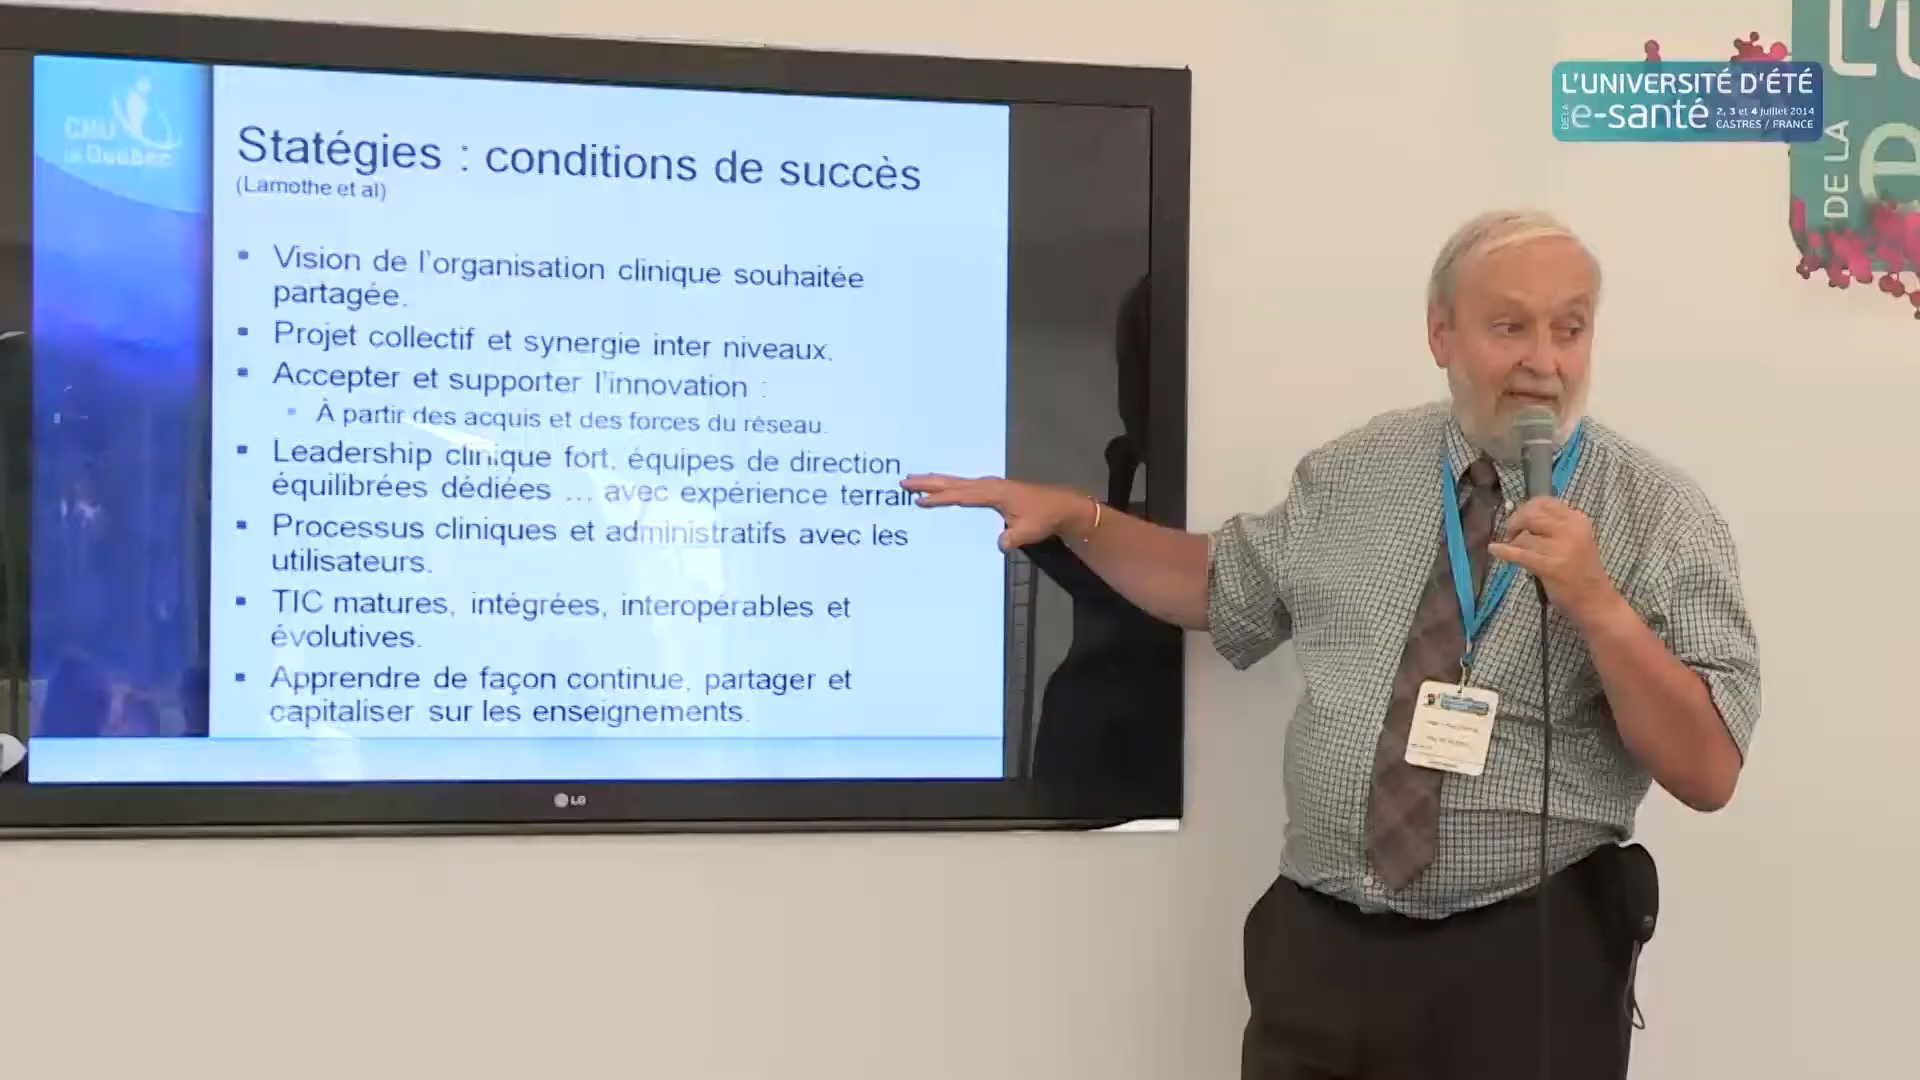 CHU
de Québec
Statégies : conditions de succès
(Lamothe et al)
▪ Vision de l'organisation clinique souhaitée
partagée.
▪ Projet collectif et synergie inter niveaux.
▪ Accepter et supporter l'innovation :
▪ À partir des acquis et des forces du réseau.
▪ Leadership clinique fort, équipes de direction
équilibrées dédiées … avec expérience terrain
▪ Processus cliniques et administratifs avec les
utilisateurs.
▪ TIC matures, intégrées, interopérables et
évolutives.
▪ Apprendre de façon continue, partager et
capitaliser sur les enseignements.
LG
L'UNIVERSITÉ D'ÉTÉ
DE LA e-santé 2, 3 et 4 juillet 2014
CASTRES / FRANCE
L'U
DE LA
e